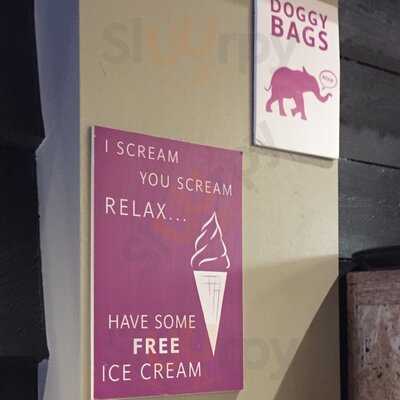 DOGGY
BAGS
I SCREAM
YOU SCREAM
RELAX...
HAVE SOME
FREE
ICE CREAM